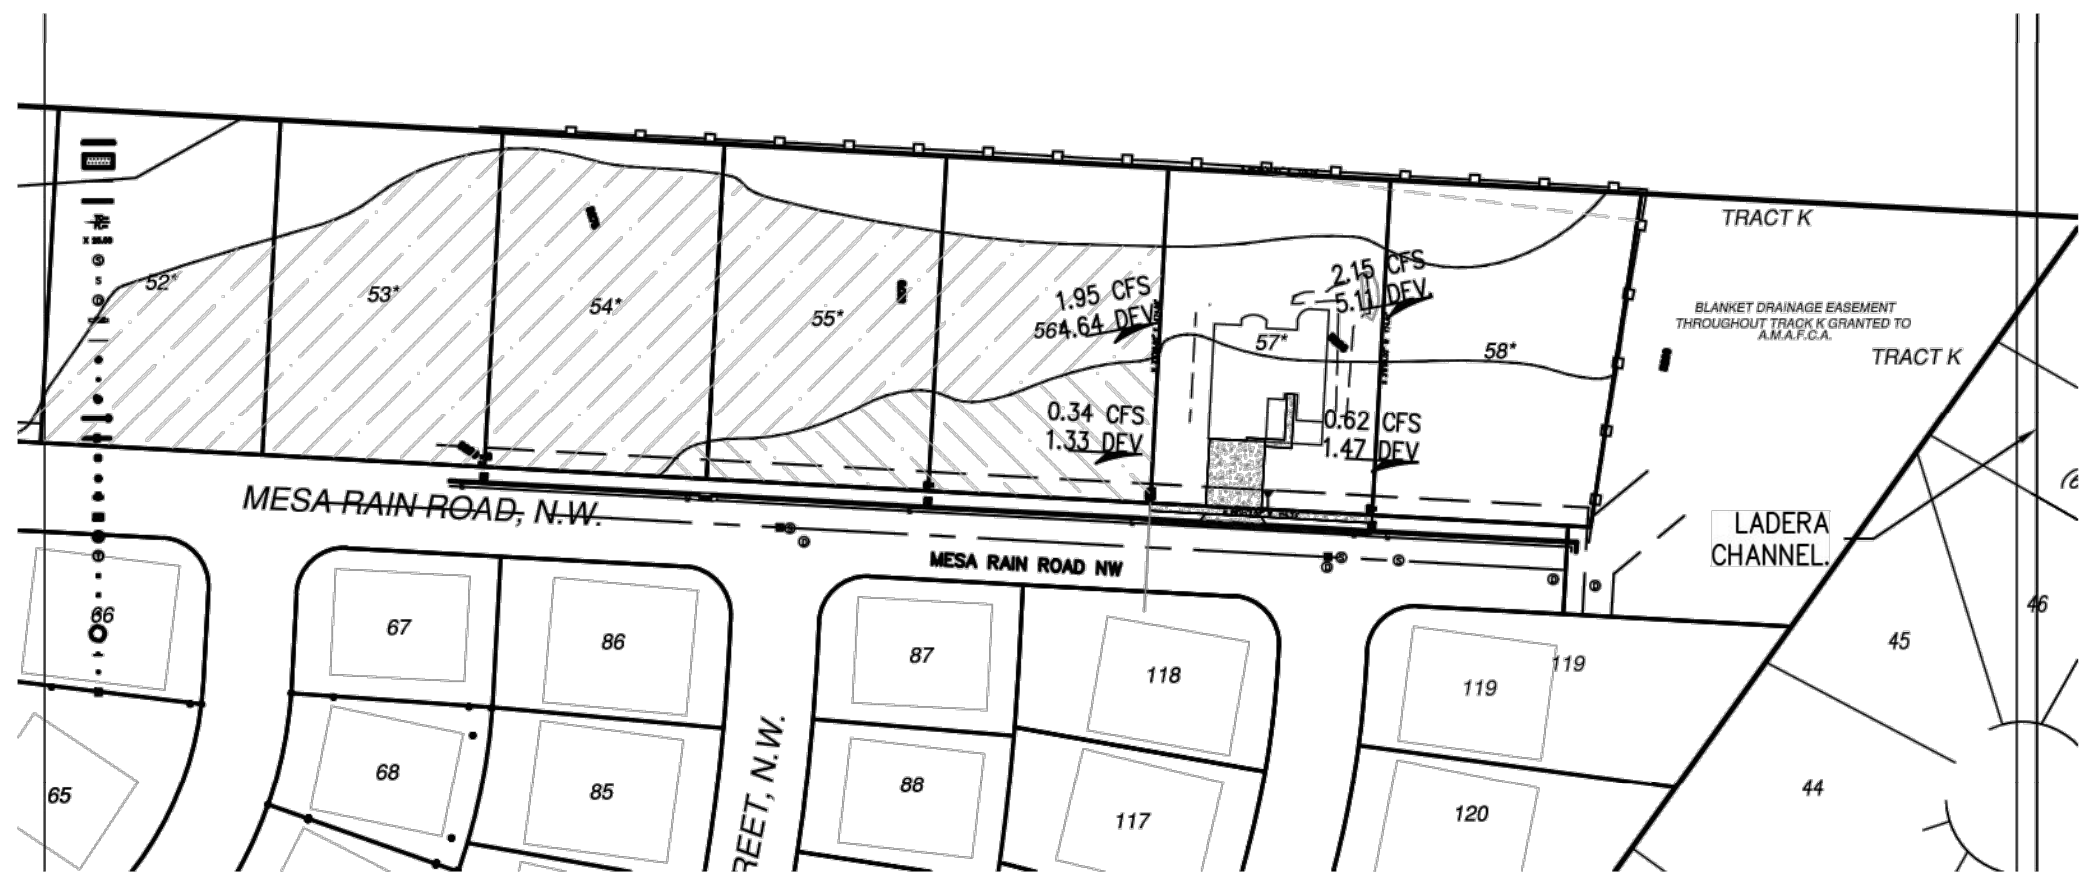 TRACT K
52*
53*
54*
55*
1.95 CFS
564.64 DEV
2.15 CFS
5.11 DEV
57*
58*
BLANKET DRAINAGE EASEMENT
THROUGHOUT TRACK K GRANTED TO
A.M.A.F.C.A.
TRACT K
0.34 CFS
1.33 DEV
0.62 CFS
1.47 DEV
MESA RAIN ROAD, N.W.
MESA RAIN ROAD NW
LADERA
CHANNEL.
66
67
86
87
118
119
119
45
46
65
68
85
88
117
120
44
REET, N.W.